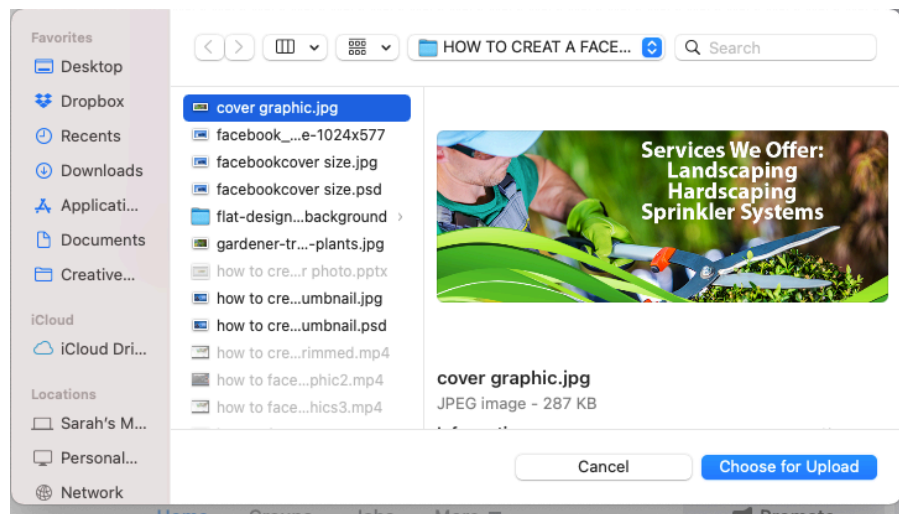 Favorites
Desktop
Dropbox
Recents
Downloads
Applicati...
Documents
Creative...
iCloud
iCloud Dri...
Locations
Sarah's M...
Personal...
Network
HOW TO CREAT A FACE...
Search
cover graphic.jpg
facebook_...e-1024x577
facebookcover size.jpg
facebookcover size.psd
flat-design...background
gardener-tr...-plants.jpg
how to cre...r photo.pptx
how to cre...umbnail.jpg
how to cre...umbnail.psd
how to cre...rimmed.mp4
how to face...phic2.mp4
how to face...hics3.mp4
Services We Offer:
Landscaping
Hardscaping
Sprinkler Systems
cover graphic.jpg
JPEG image - 287 KB
Cancel
Choose for Upload